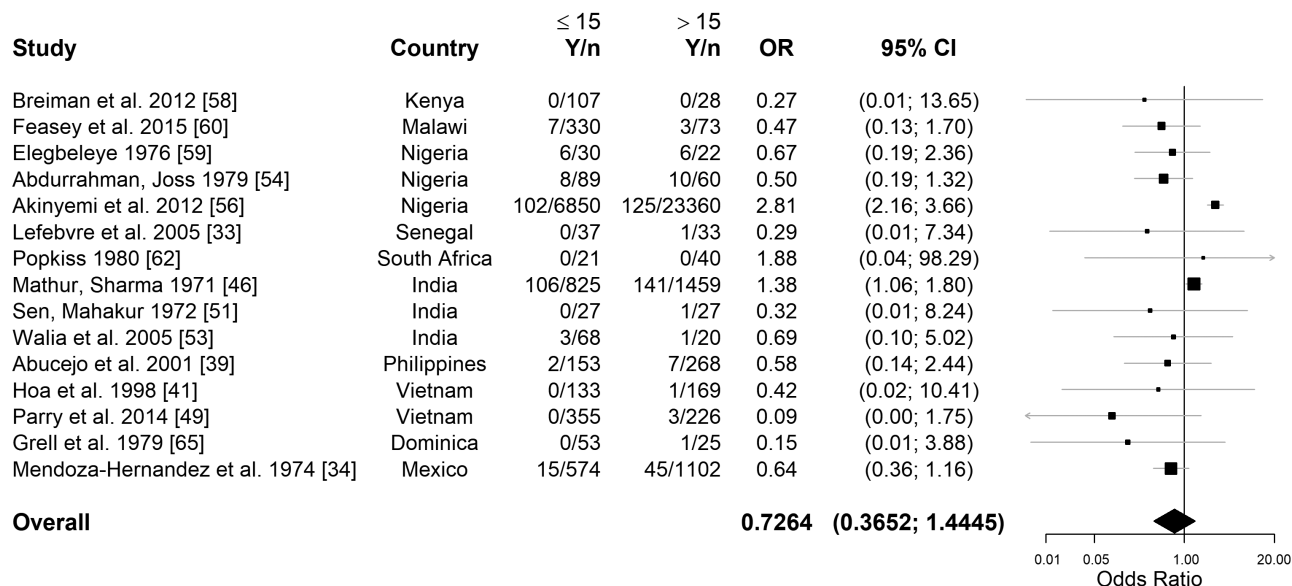 ≤ 15 > 15
Study Country Y/n Y/n OR 95% CI
Breiman et al. 2012 [58] Kenya 0/107 0/28 0.27 (0.01; 13.65)
Feasey et al. 2015 [60] Malawi 7/330 3/73 0.47 (0.13; 1.70)
Elegbeleye 1976 [59] Nigeria 6/30 6/22 0.67 (0.19; 2.36)
Abdurrahman, Joss 1979 [54] Nigeria 8/89 10/60 0.50 (0.19; 1.32)
Akinyemi et al. 2012 [56] Nigeria 102/6850 125/23360 2.81 (2.16; 3.66)
Lefebvre et al. 2005 [33] Senegal 0/37 1/33 0.29 (0.01; 7.34)
Popkiss 1980 [62] South Africa 0/21 0/40 1.88 (0.04; 98.29)
Mathur, Sharma 1971 [46] India 106/825 141/1459 1.38 (1.06; 1.80)
Sen, Mahakur 1972 [51] India 0/27 1/27 0.32 (0.01; 8.24)
Walia et al. 2005 [53] India 3/68 1/20 0.69 (0.10; 5.02)
Abucejo et al. 2001 [39] Philippines 2/153 7/268 0.58 (0.14; 2.44)
Hoa et al. 1998 [41] Vietnam 0/133 1/169 0.42 (0.02; 10.41)
Parry et al. 2014 [49] Vietnam 0/355 3/226 0.09 (0.00; 1.75)
Grell et al. 1979 [65] Dominica 0/53 1/25 0.15 (0.01; 3.88)
Mendoza-Hernandez et al. 1974 [34] Mexico 15/574 45/1102 0.64 (0.36; 1.16)
Overall 0.7264 (0.3652; 1.4445)
0.01 0.05 1.00 20.00
Odds Ratio